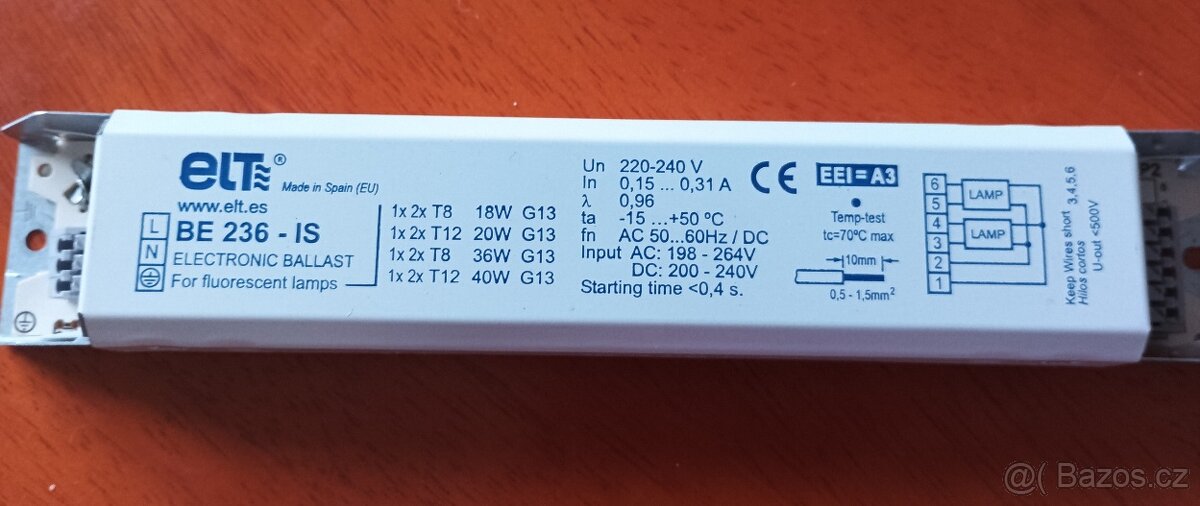 eLT®
Made in Spain (EU)
www.elt.es
L
N
BE 236 - IS
ELECTRONIC BALLAST
For fluorescent lamps
1x 2x T8 18W G13
1x 2x T12 20W G13
1x 2x T8 36W G13
1x 2x T12 40W G13
Un 220-240 V
In 0,15 ... 0,31 A
λ 0,96
ta -15 ...+50 ºC
fn AC 50...60Hz / DC
Input AC: 198 - 264V
DC: 200 - 240V
Starting time <0,4 s.
CE
EEI=A3
Temp-test
tc=70ºC max
10mm
0,5 - 1,5mm²
6
5
4
3
2
1
LAMP
LAMP
Keep Wires short 3,4,5,6
Hilos cortos
U-out <500V
P2
Bazos.cz